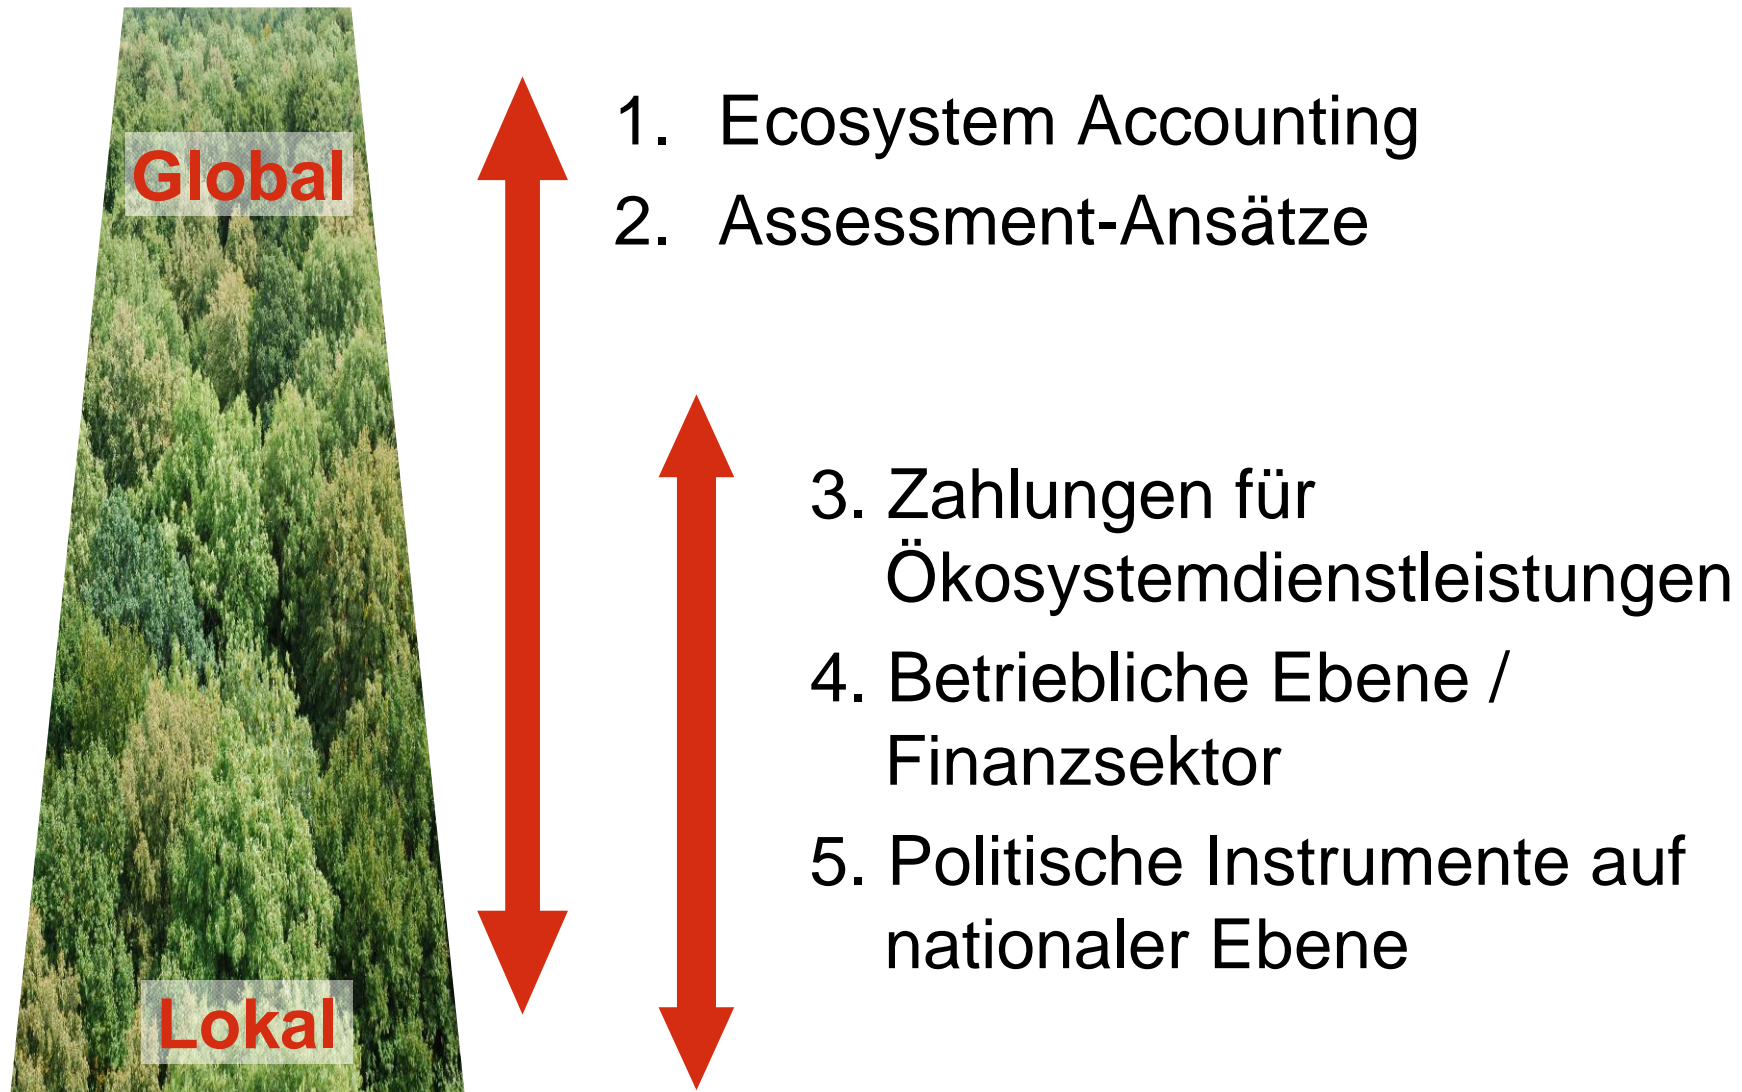 Global
1. Ecosystem Accounting
2. Assessment-Ansätze
3. Zahlungen für
Ökosystemdienstleistungen
4. Betriebliche Ebene /
Finanzsektor
5. Politische Instrumente auf
nationaler Ebene
Lokal